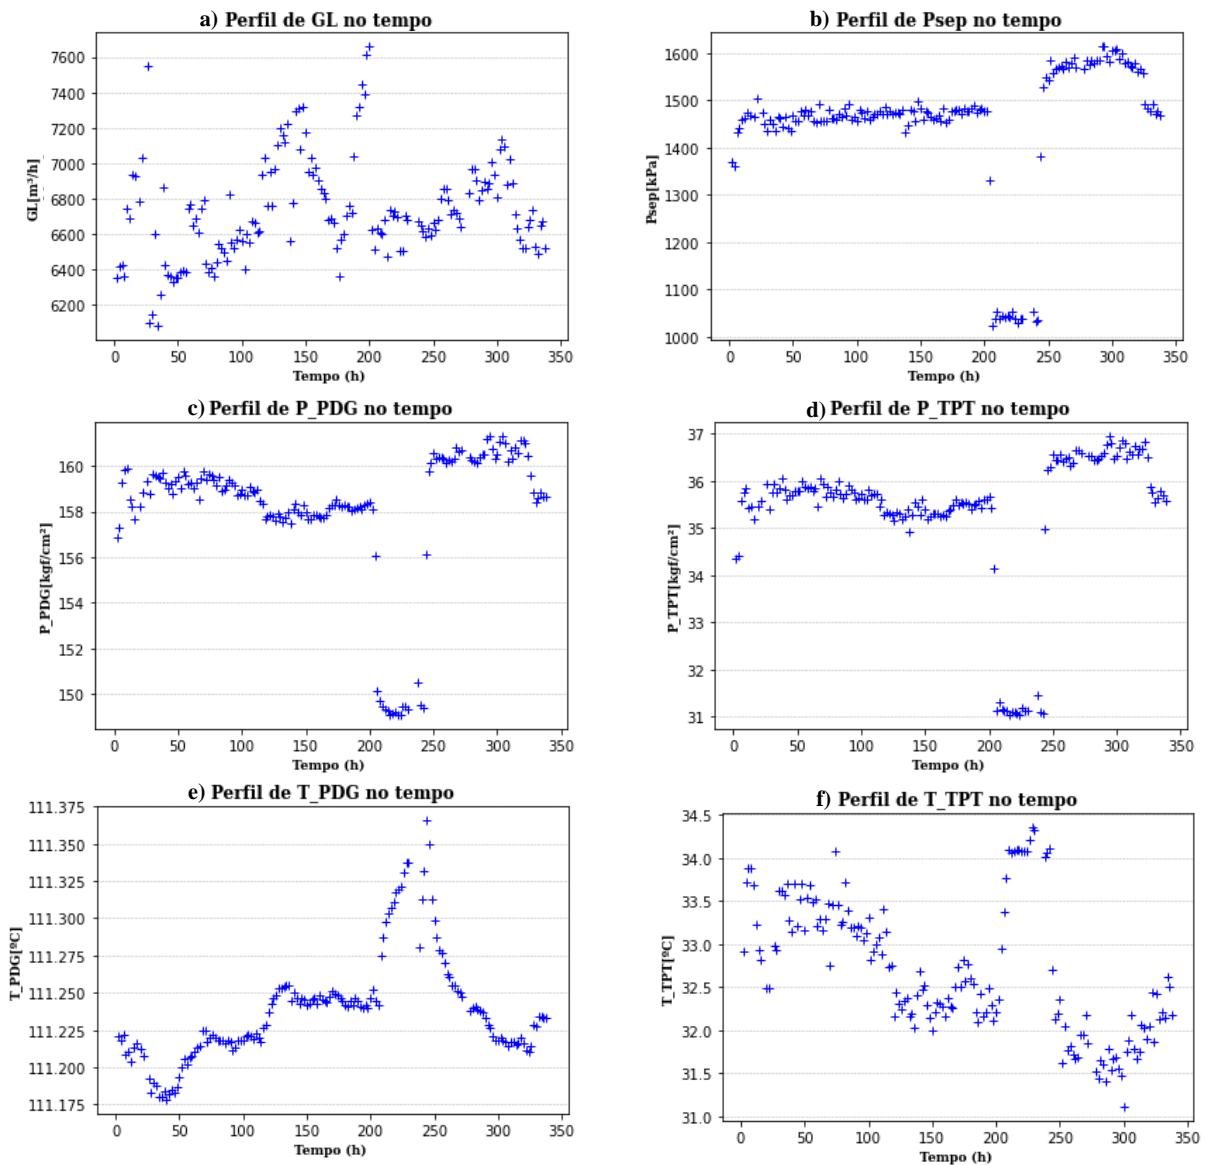 a) Perfil de GL no tempo
7600
7400
7200
7000
6800
6600
6400
6200
GL[m³/h]
0 50 100 150 200 250 300 350
Tempo (h)
b) Perfil de Psep no tempo
1600
1500
1400
1300
1200
1100
1000
Psep[kPa]
0 50 100 150 200 250 300 350
Tempo (h)
c) Perfil de P_PDG no tempo
160
158
156
154
152
150
P_PDG[kgf/cm²]
0 50 100 150 200 250 300 350
Tempo (h)
d) Perfil de P_TPT no tempo
37
36
35
34
33
32
31
P_TPT[kgf/cm²]
0 50 100 150 200 250 300 350
Tempo (h)
e) Perfil de T_PDG no tempo
111.375
111.350
111.325
111.300
111.275
111.250
111.225
111.200
111.175
T_PDG[ºC]
0 50 100 150 200 250 300 350
Tempo (h)
f) Perfil de T_TPT no tempo
34.5
34.0
33.5
33.0
32.5
32.0
31.5
31.0
T_TPT[ºC]
0 50 100 150 200 250 300 350
Tempo (h)